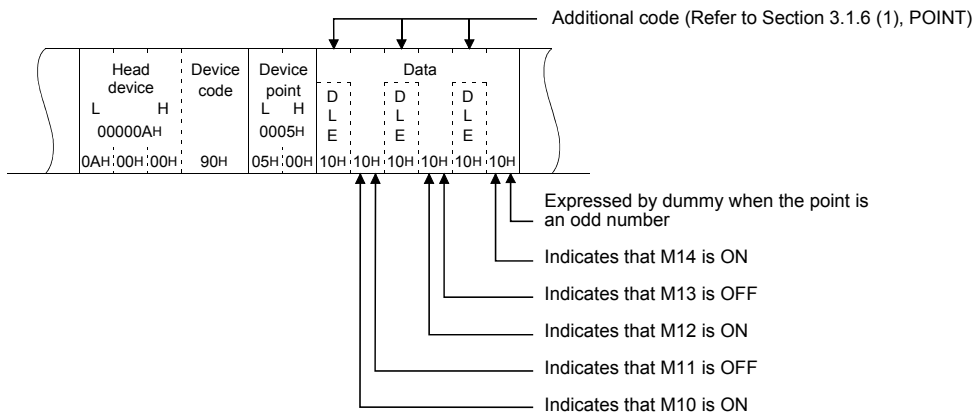 Additional code (Refer to Section 3.1.6 (1), POINT)
Head device
Device code
Device point
Data
L H
L H
00000AH
0005H
DLE
DLE
DLE
0AH 00H 00H 90H 05H 00H 10H 10H 10H 10H 10H 10H
Expressed by dummy when the point is
an odd number
Indicates that M14 is ON
Indicates that M13 is OFF
Indicates that M12 is ON
Indicates that M11 is OFF
Indicates that M10 is ON